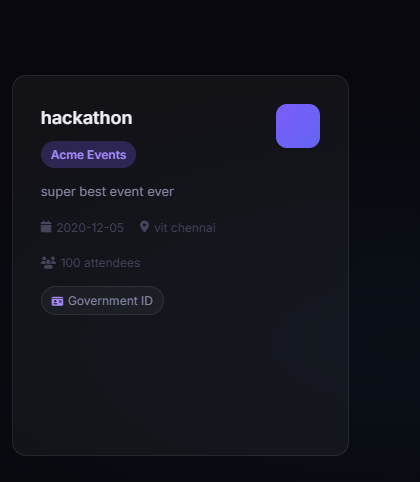 hackathon
Acme Events
super best event ever
2020-12-05 vit chennai
100 attendees
Government ID